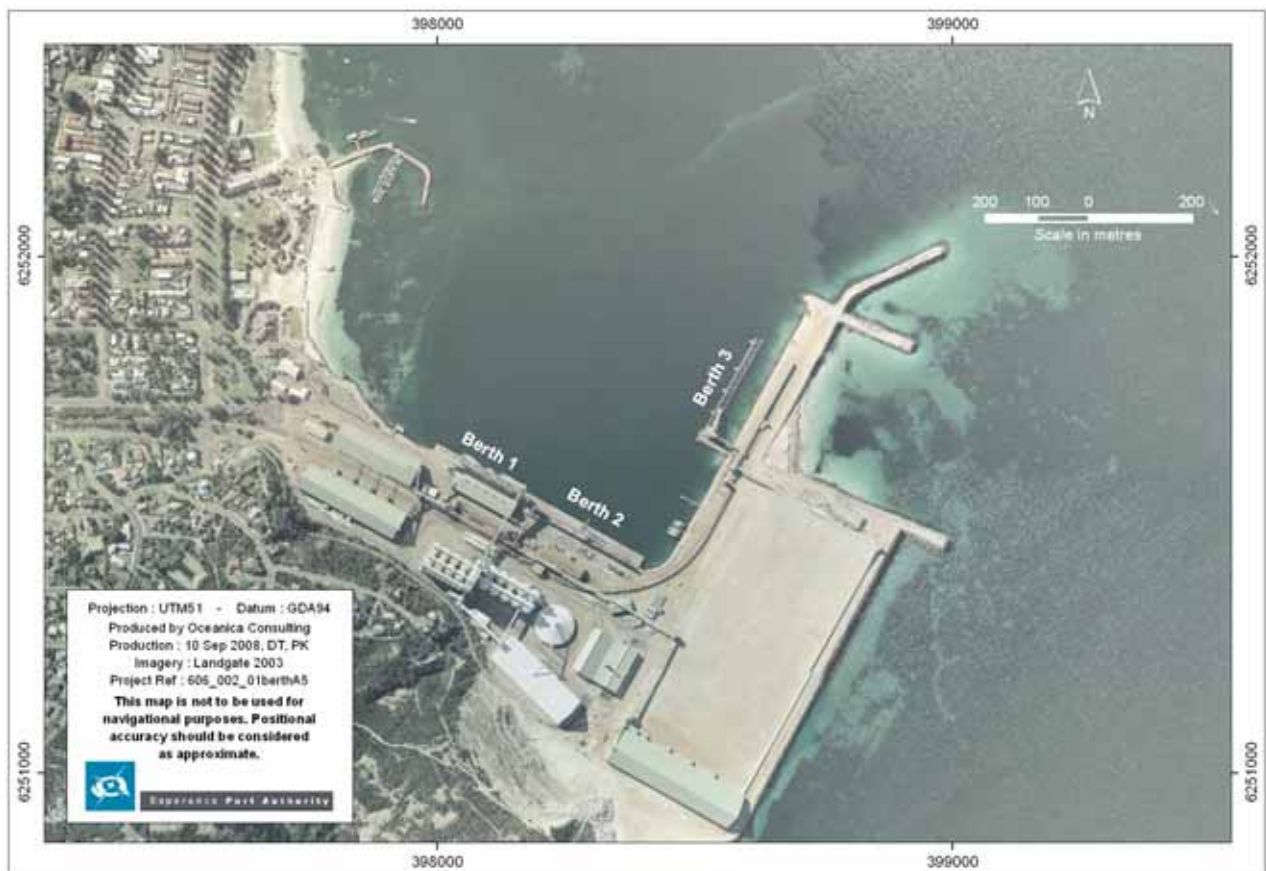 398000
399000
N
200 100 0 200
Scale in metres
6252000
6252000
Berth 3
Berth 1
Berth 2
Projection : UTM51 - Datum : GDA94
Produced by Oceanica Consulting
Production : 10 Sep 2008, DT, PK
Imagery : Landgate 2003
Project Ref : 606_002_01berthA5
This map is not to be used for
navigational purposes. Positional
accuracy should be considered
as approximate.
Esperance Port Authority
6251000
6251000
398000
399000